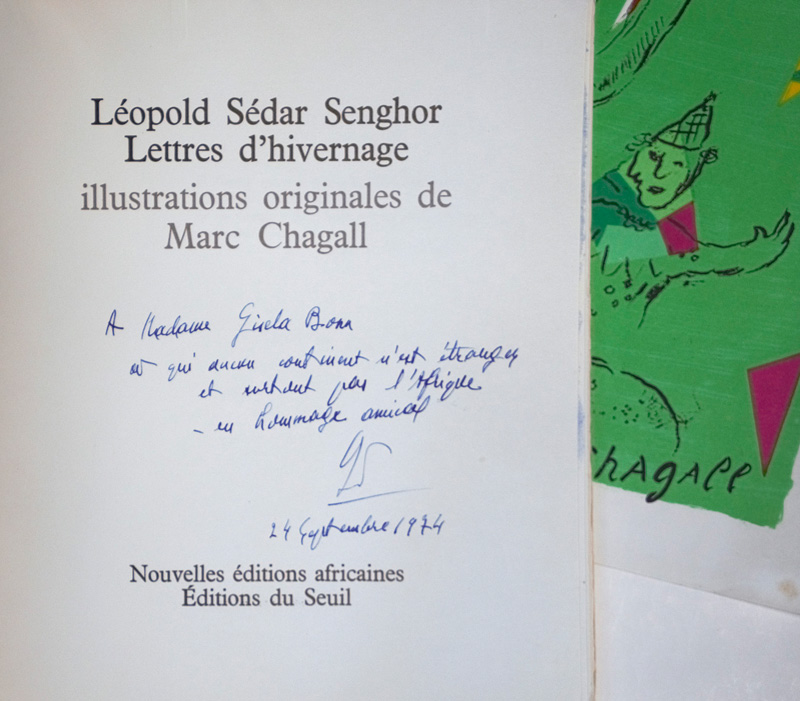 Léopold Sédar Senghor
Lettres d'hivernage
illustrations originales de
Marc Chagall
A Madame Gisela Bonn
à qui aucun continent n'est étranger
et surtout pas l'Afrique
– en hommage amical
LS
24 Septembre 1974
Nouvelles éditions africaines
Éditions du Seuil
Chagall